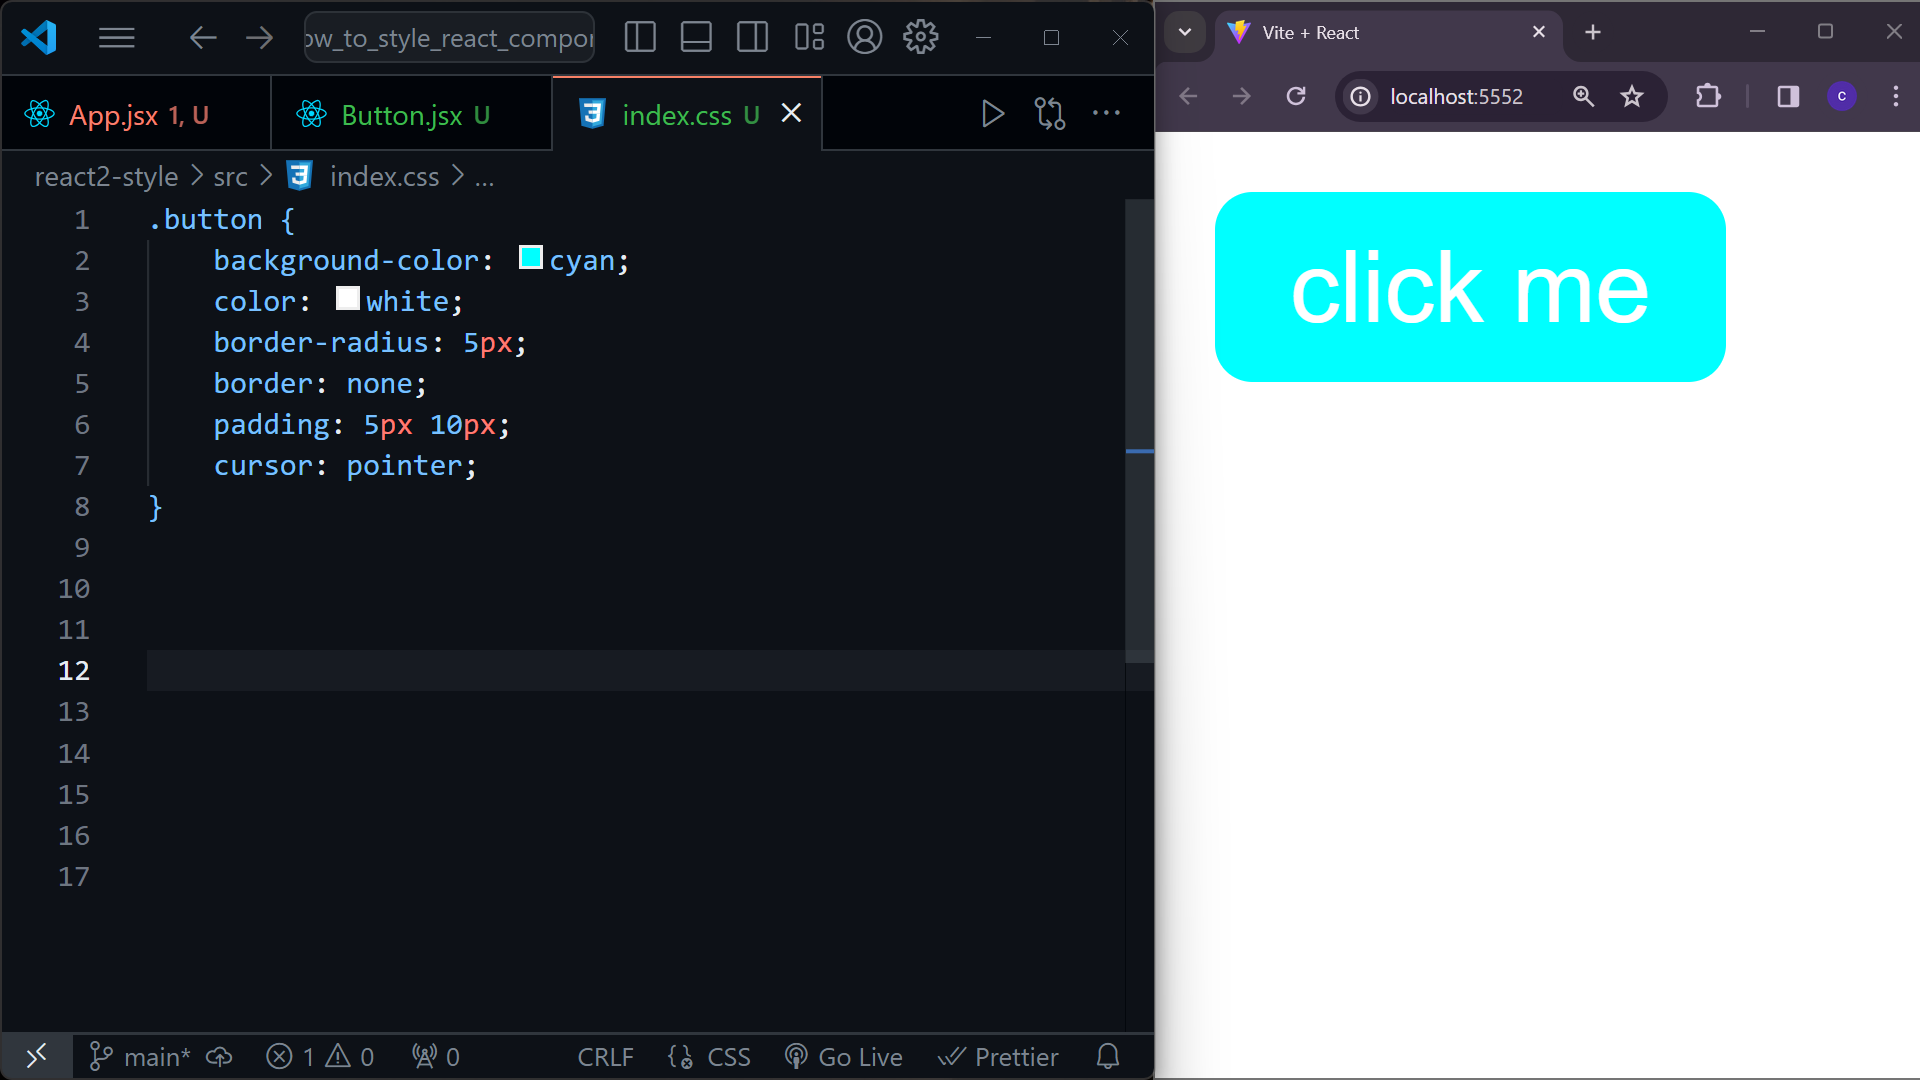 ow_to_style_react_compor
App.jsx 1, U
Button.jsx U
index.css U
react2-style > src > index.css > ...
1 .button {
2 background-color: cyan;
3 color: white;
4 border-radius: 5px;
5 border: none;
6 padding: 5px 10px;
7 cursor: pointer;
8 }
9
10
11
12
13
14
15
16
17
main* 1 0 0 CRLF CSS Go Live Prettier
Vite + React
localhost:5552
C
click me